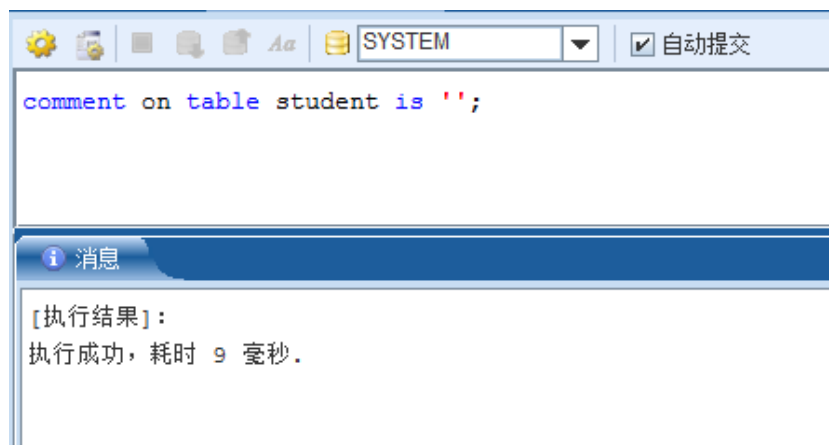 Aa SYSTEM 自动提交
comment on table student is '';
消息
[执行结果]:
执行成功，耗时 9 毫秒.